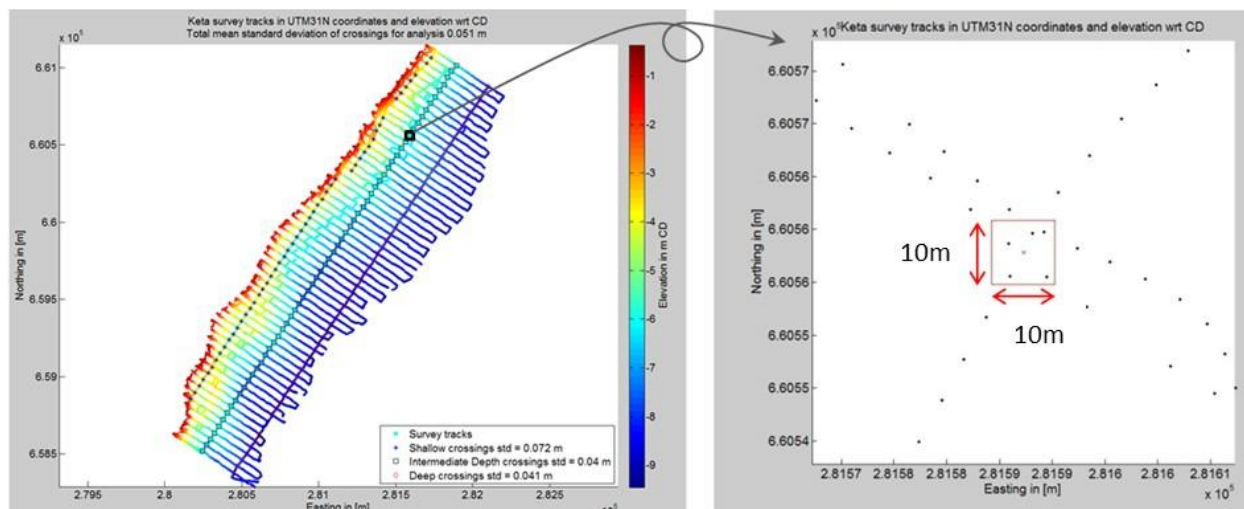 Keta survey tracks in UTM31N coordinates and elevation wrt CD
Total mean standard deviation of crossings for analysis 0.051 m
x 10⁵
6.61
6.605
6.6
6.595
6.59
6.585
Northing in [m]
2.795
2.8
2.805
2.81
2.815
2.82
2.825
Easting in [m]
-1
-2
-3
-4
-5
-6
-7
-8
-9
Elevation in m CD
Survey tracks
Shallow crossings std = 0.072 m
Intermediate Depth crossings std = 0.04 m
Deep crossings std = 0.041 m
Keta survey tracks in UTM31N coordinates and elevation wrt CD
x 10⁵
6.6057
6.6057
6.6056
6.6056
6.6056
6.6055
6.6055
6.6054
Northing in [m]
10m
10m
2.8157
2.8158
2.8158
2.8159
2.8159
2.816
2.816
2.8161
Easting in [m]
x 10⁵